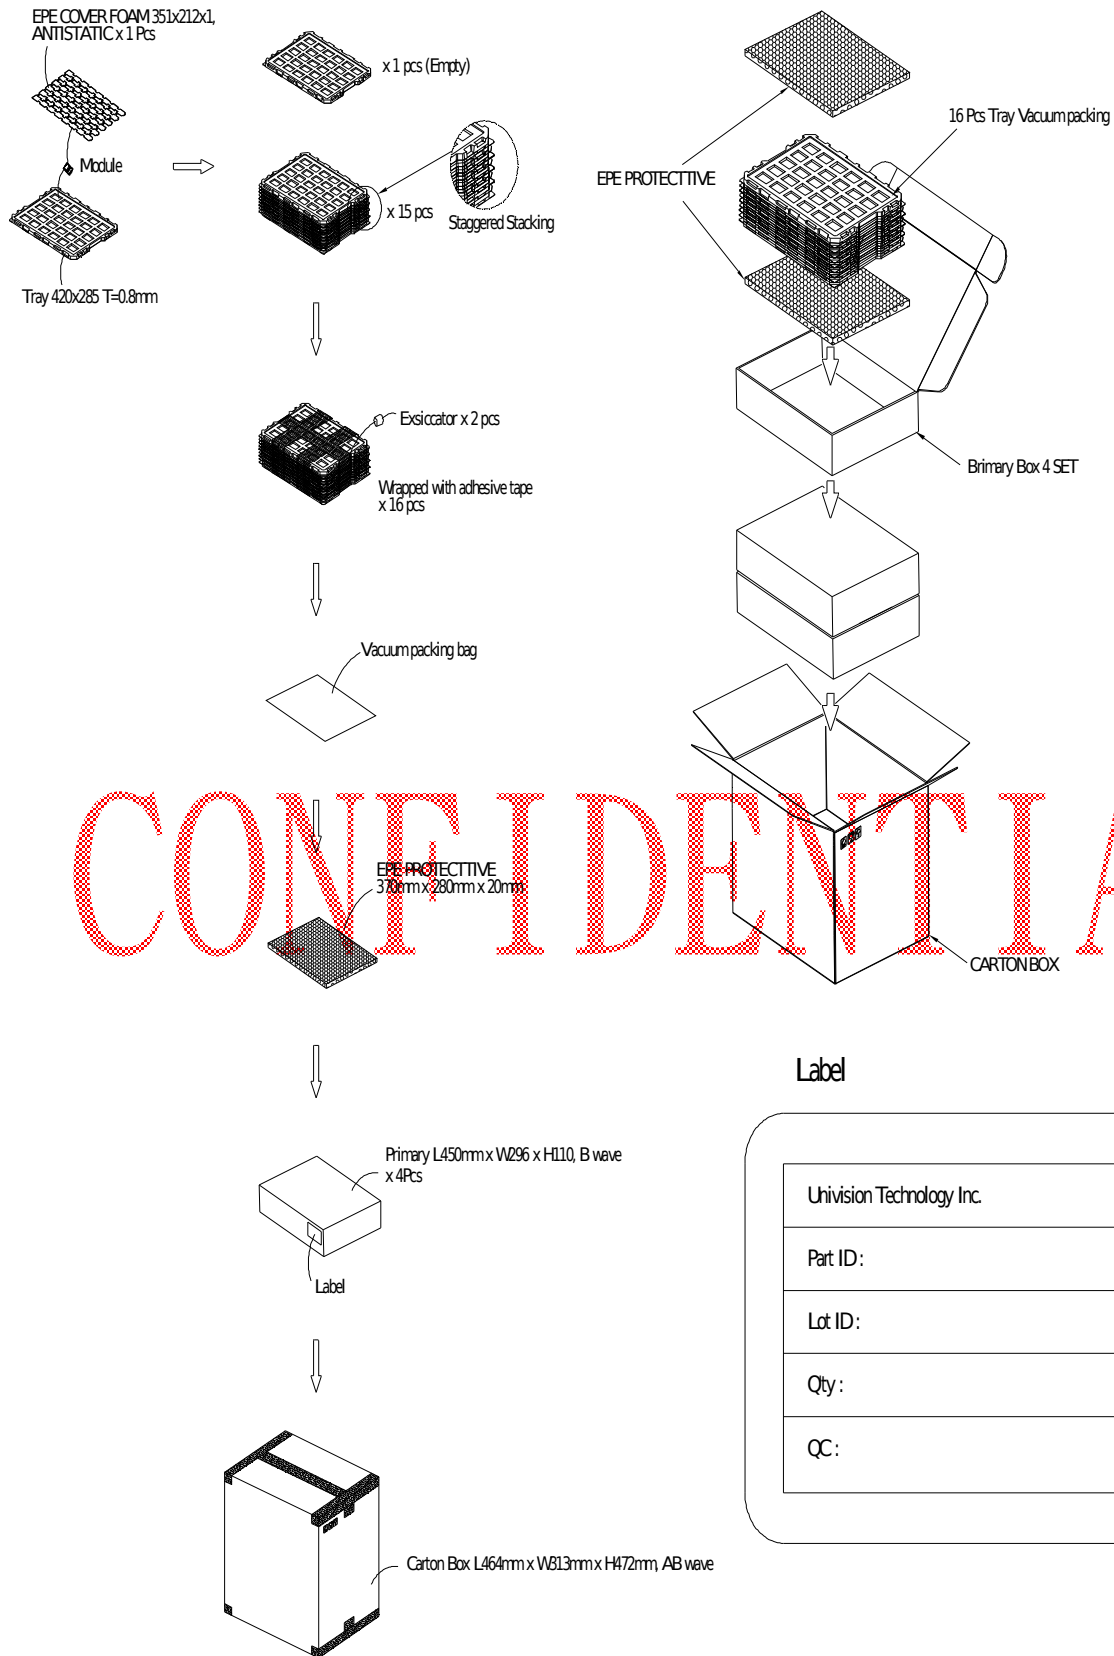 EPE COVER FOAM 351x212x1,
ANTISTATIC x 1 Pcs
x 1 pcs (Empty)
16 Pcs Tray Vacuum packing
Module
EPE PROTECTTIVE
x 15 pcs
Staggered Stacking
Tray 420x285 T=0.8mm
Exsiccator x 2 pcs
Brimary Box 4 SET
Wrapped with adhesive tape
x 16 pcs
Vacuum packing bag
CONFIDENTIA
EPE PROTECTTIVE
370mm x 280mm x 20mm
CARTON BOX
Label
Primary L450mm x W296 x H110, B wave
x 4Pcs
Label
Univision Technology Inc.
Part ID :
Lot ID :
Qty :
QC :
Carton Box L464mm x W313mm x H472mm, AB wave